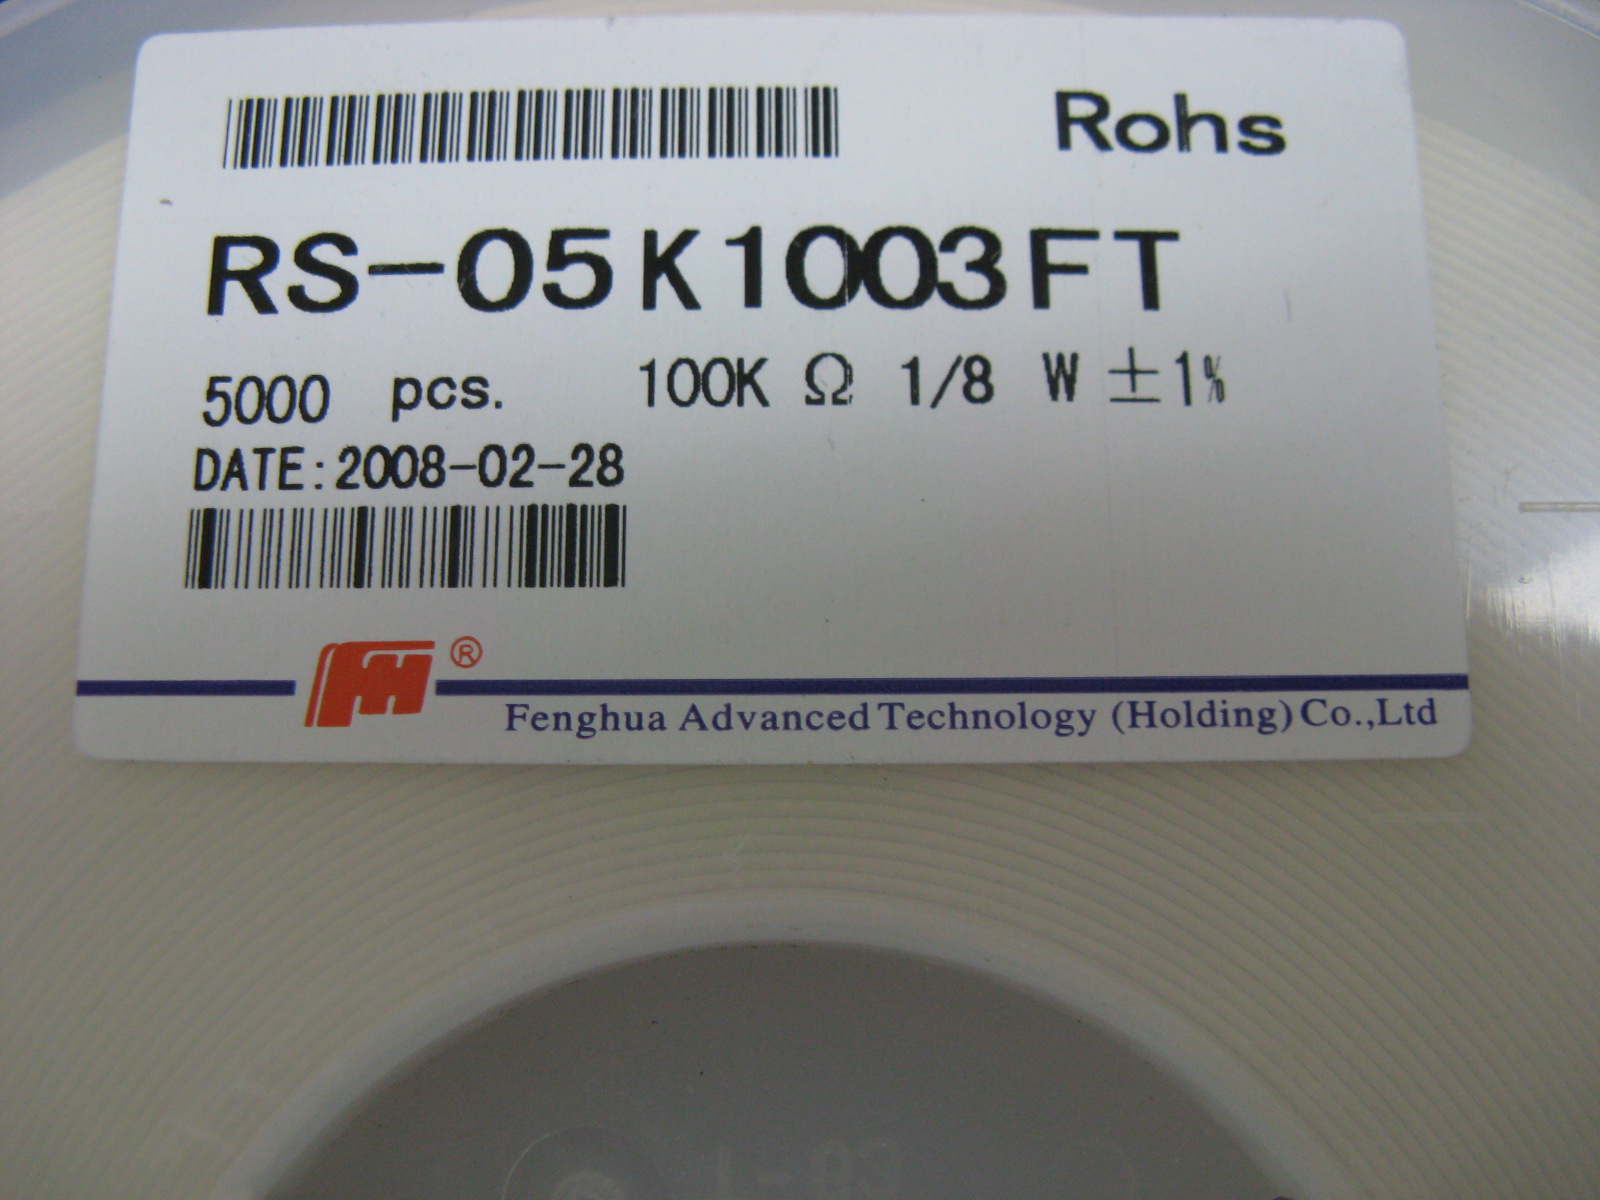 Rohs
RS-05K1003FT
5000 pcs. 100K Ω 1/8 W ±1%
DATE:2008-02-28
®
Fenghua Advanced Technology (Holding) Co.,Ltd